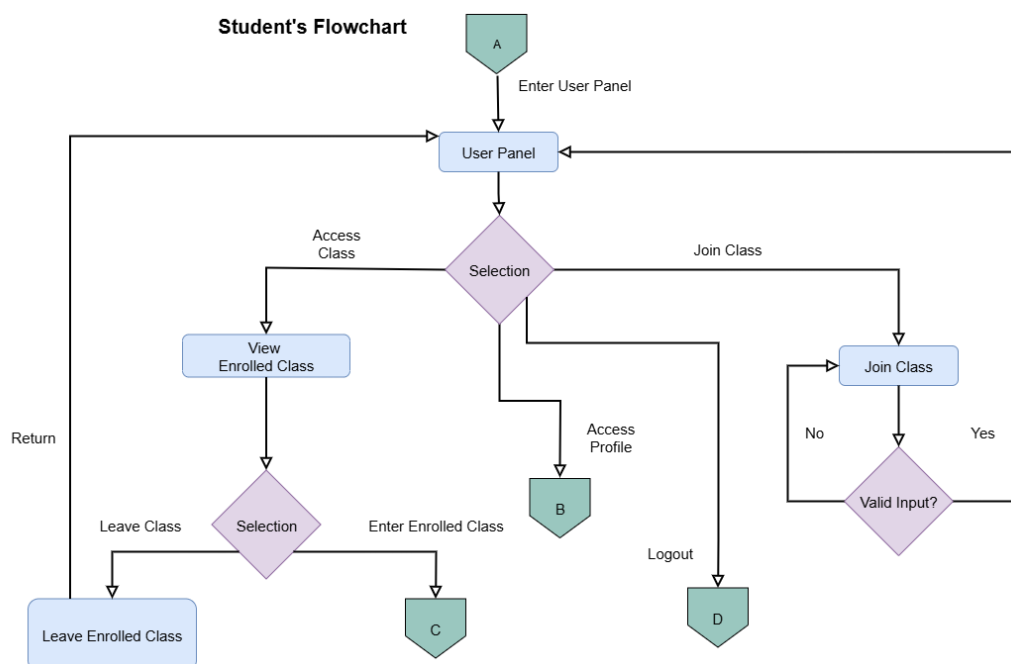 Student's Flowchart
A
Enter User Panel
User Panel
Access
Class
Selection
Join Class
View
Enrolled Class
Join Class
Return
Access
Profile
No
Yes
Leave Class
Selection
Enter Enrolled Class
B
Valid Input?
Logout
Leave Enrolled Class
C
D